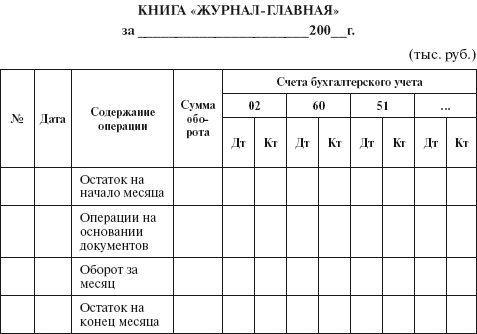 КНИГА «ЖУРНАЛ-ГЛАВНАЯ»
за ______________________200__г.
(тыс. руб.)
№
Дата
Содержание
операции
Сумма
обо-
рота
Счета бухгалтерского учета
02 60 51 ...
Дт Кт Дт Кт Дт Кт Дт Кт
Остаток на
начало месяца
Операции на
основании
документов
Оборот за
месяц
Остаток на
конец месяца